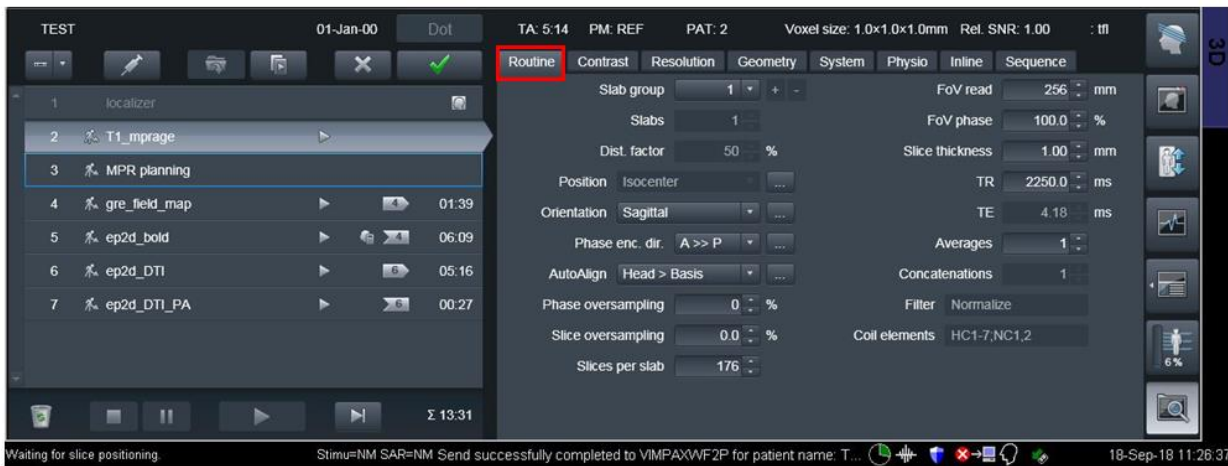 TEST 01-Jan-00 Dot
TA: 5:14 PM: REF PAT: 2 Voxel size: 1.0×1.0×1.0mm Rel. SNR: 1.00 : tfl
3D
Routine Contrast Resolution Geometry System Physio Inline Sequence
1 localizer
2 T1_mprage
3 MPR planning
4 gre_field_map 4 01:39
5 ep2d_bold 4 06:09
6 ep2d_DTI 6 05:16
7 ep2d_DTI_PA 6 00:27
Σ 13:31
Slab group 1 + -
Slabs 1
Dist. factor 50 %
Position Isocenter ...
Orientation Sagittal ...
Phase enc. dir. A >> P ...
AutoAlign Head > Basis ...
Phase oversampling 0 %
Slice oversampling 0.0 %
Slices per slab 176
FoV read 256 mm
FoV phase 100.0 %
Slice thickness 1.00 mm
TR 2250.0 ms
TE 4.18 ms
Averages 1
Concatenations 1
Filter Normalize
Coil elements HC1-7;NC1,2
6%
Waiting for slice positioning. Stimu=NM SAR=NM Send successfully completed to VIMPAXWF2P for patient name: T... 18-Sep-18 11:26:37